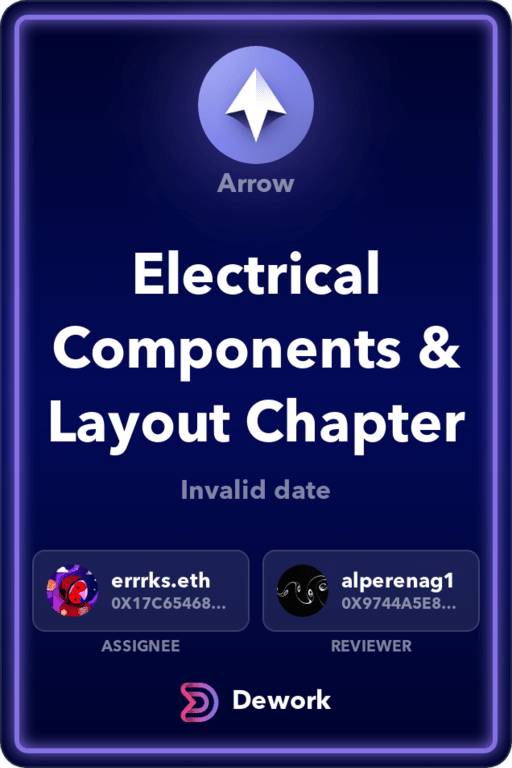 Arrow
Electrical
Components &
Layout Chapter
Invalid date
errrks.eth
0X17C65468...
alperenag1
0X9744A5E8...
ASSIGNEE
REVIEWER
Dework